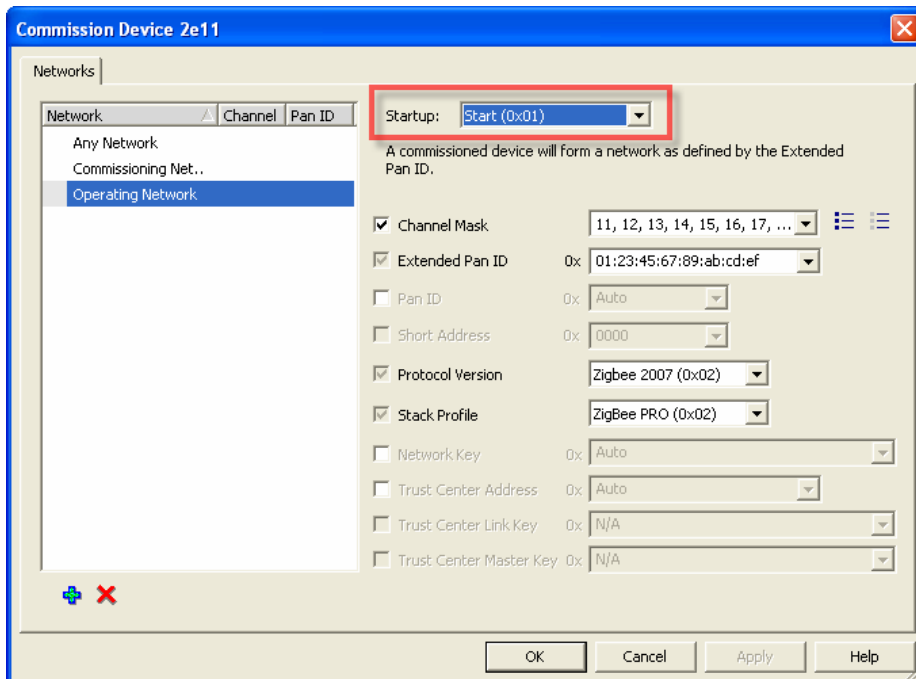 Commission Device 2e11
Networks
Network Channel Pan ID
Any Network
Commissioning Net..
Operating Network
Startup: Start (0x01)
A commissioned device will form a network as defined by the Extended
Pan ID.
Channel Mask 11, 12, 13, 14, 15, 16, 17, ...
Extended Pan ID 0x 01:23:45:67:89:ab:cd:ef
Pan ID 0x Auto
Short Address 0x 0000
Protocol Version Zigbee 2007 (0x02)
Stack Profile ZigBee PRO (0x02)
Network Key 0x Auto
Trust Center Address 0x Auto
Trust Center Link Key 0x N/A
Trust Center Master Key 0x N/A
OK Cancel Apply Help